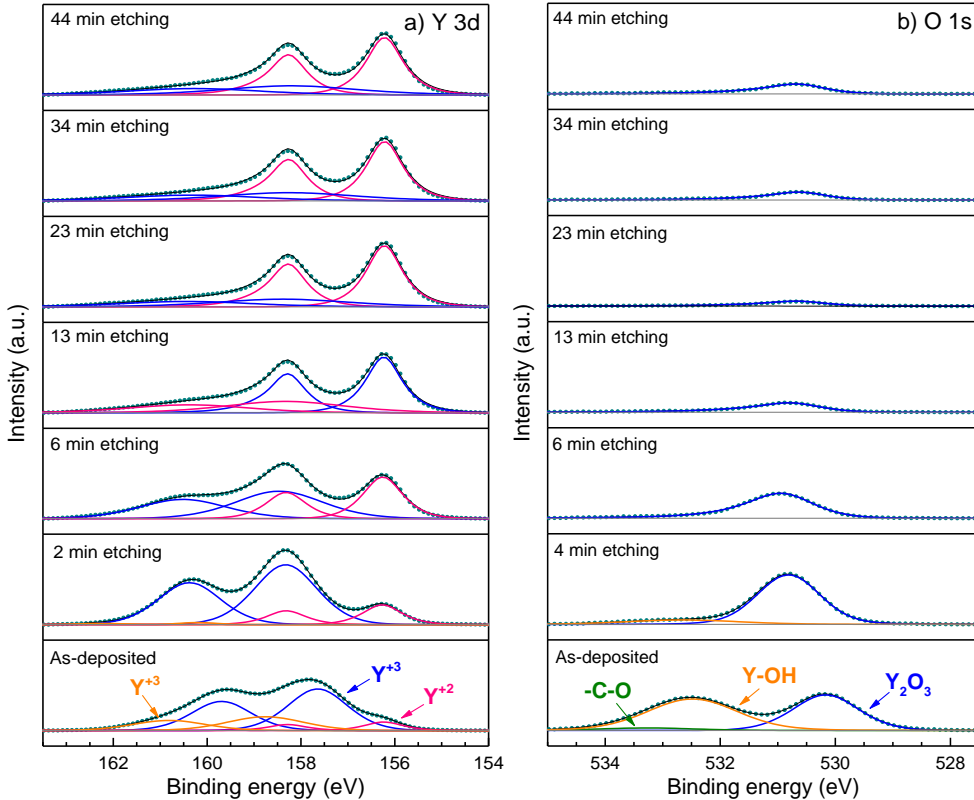 44 min etching
a) Y 3d
34 min etching
23 min etching
13 min etching
6 min etching
2 min etching
As-deposited
Y+3
Y+3
Y+2
Intensity (a.u.)
162 160 158 156 154
Binding energy (eV)
44 min etching
b) O 1s
34 min etching
23 min etching
13 min etching
6 min etching
4 min etching
As-deposited
-C-O
Y-OH
Y2O3
Intensity (a.u.)
534 532 530 528
Binding energy (eV)